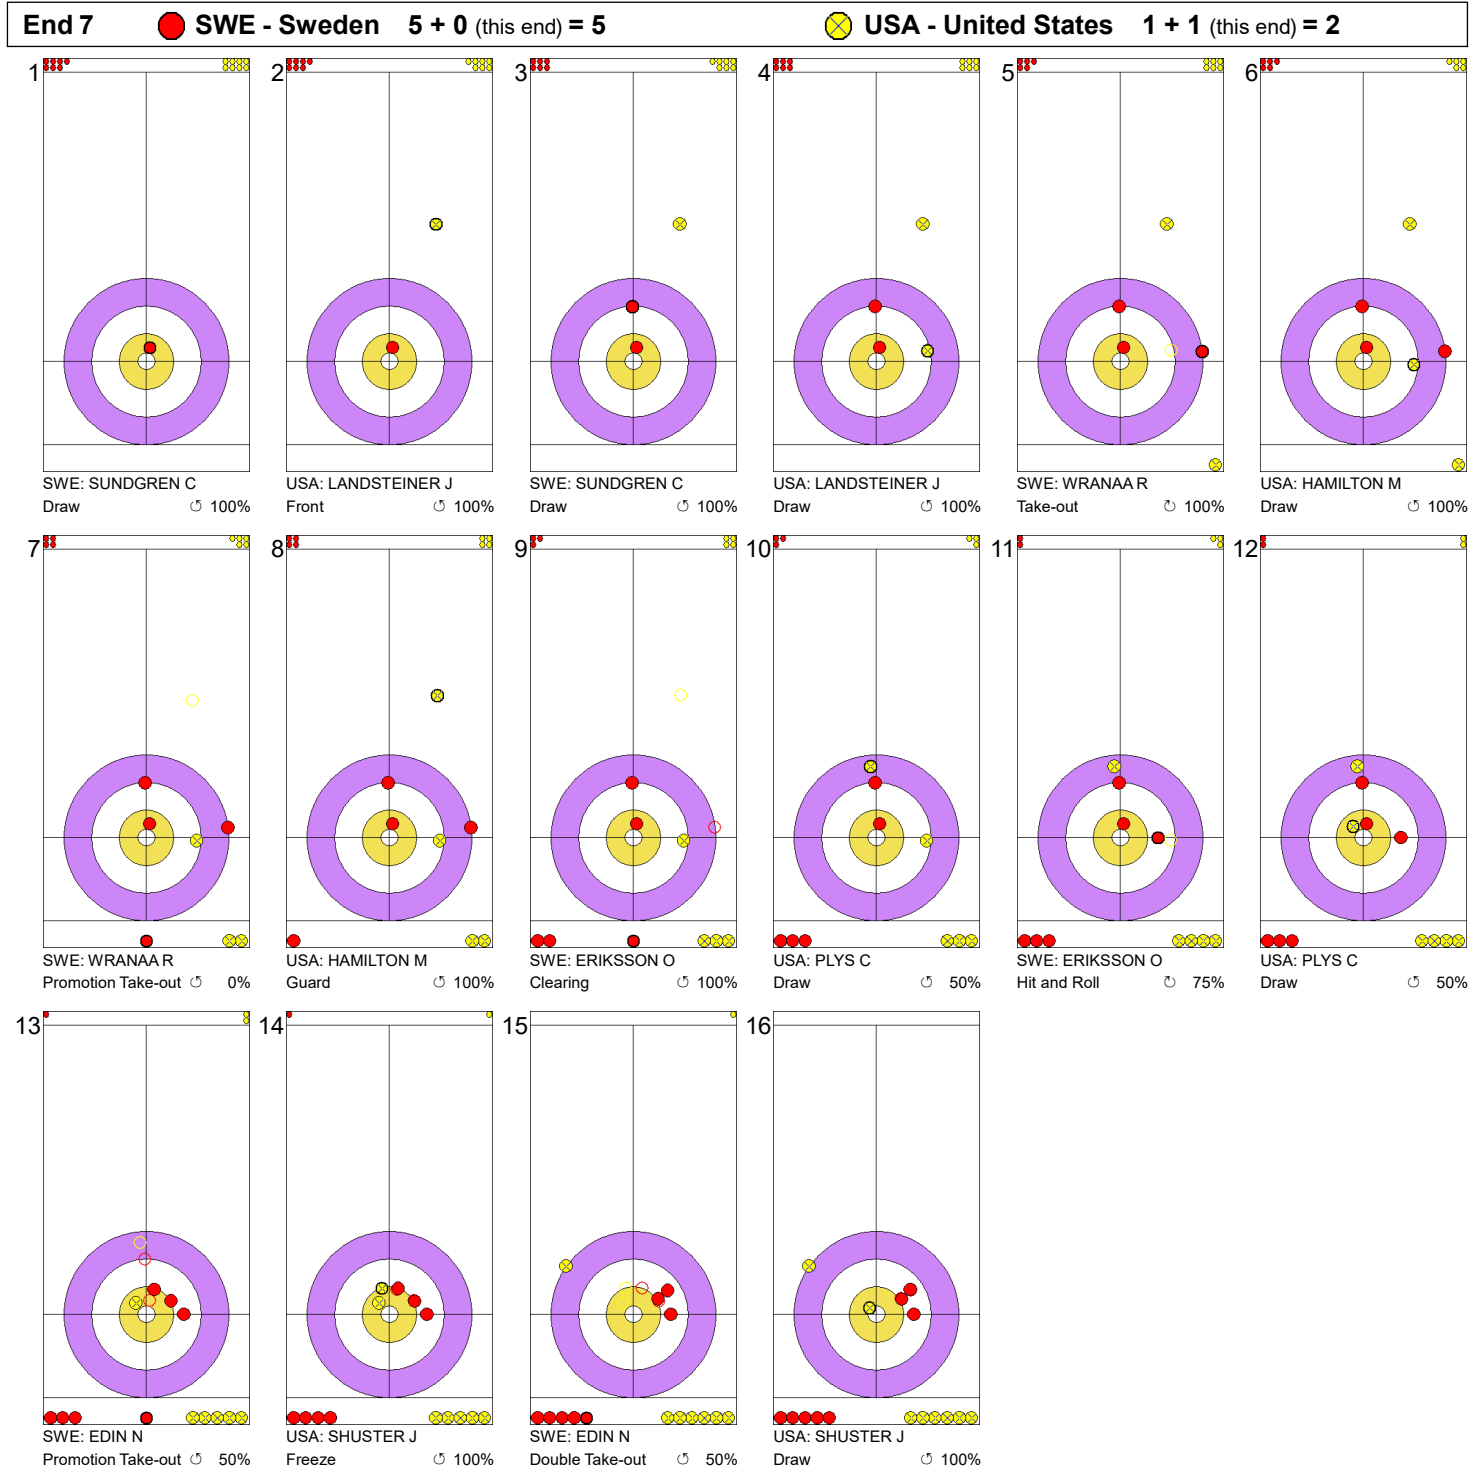 End 7 SWE - Sweden 5 + 0 (this end) = 5 USA - United States 1 + 1 (this end) = 2
1 2 3 4 5 6
SWE: SUNDGREN C USA: LANDSTEINER J SWE: SUNDGREN C USA: LANDSTEINER J SWE: WRANAA R USA: HAMILTON M
Draw ↺ 100% Front ↺ 100% Draw ↺ 100% Draw ↺ 100% Take-out ↻ 100% Draw ↺ 100%
7 8 9 10 11 12
SWE: WRANAA R USA: HAMILTON M SWE: ERIKSSON O USA: PLYS C SWE: ERIKSSON O USA: PLYS C
Promotion Take-out ↺ 0% Guard ↺ 100% Clearing ↺ 100% Draw ↺ 50% Hit and Roll ↻ 75% Draw ↺ 50%
13 14 15 16
SWE: EDIN N USA: SHUSTER J SWE: EDIN N USA: SHUSTER J
Promotion Take-out ↺ 50% Freeze ↺ 100% Double Take-out ↺ 50% Draw ↺ 100%